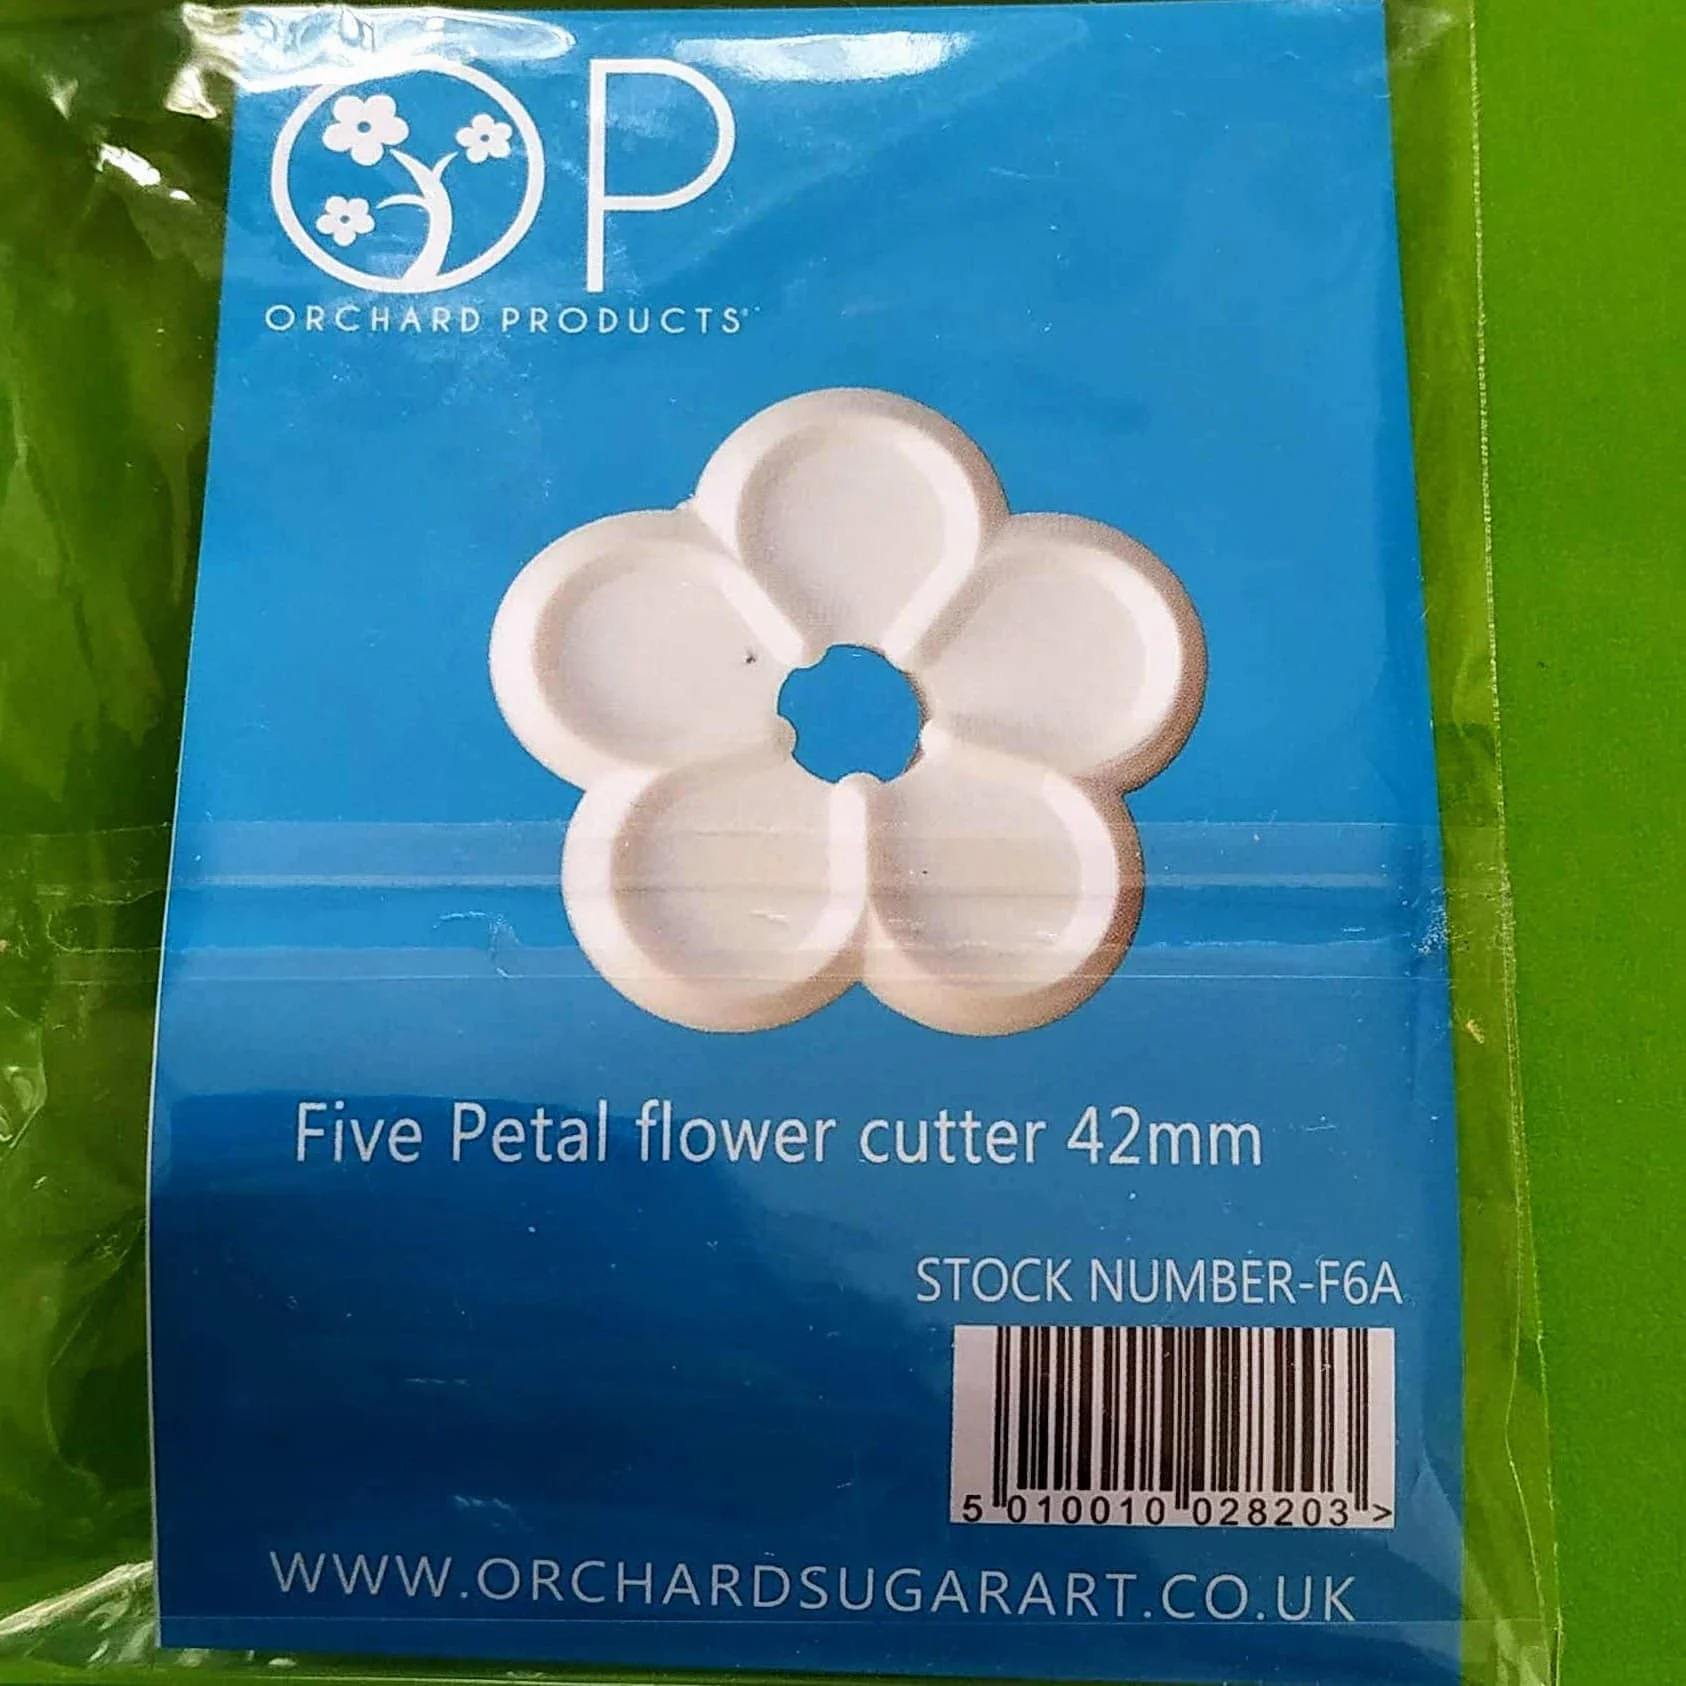 OP
ORCHARD PRODUCTS
Five Petal flower cutter 42mm
STOCK NUMBER-F6A
5 010010 028203 >
WWW.ORCHARDSUGARART.CO.UK